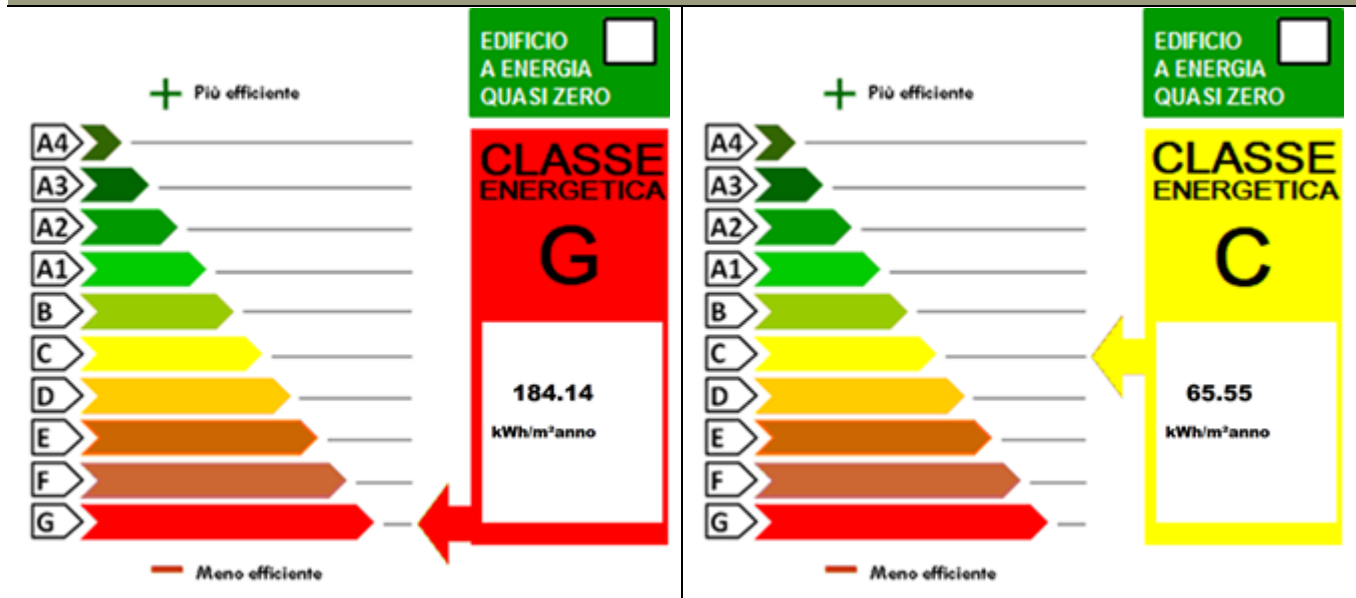 EDIFICIO
A ENERGIA
QUASI ZERO
Più efficiente
A4
A3
A2
A1
B
C
D
E
F
G
Meno efficiente
CLASSE
ENERGETICA
G
184.14
kWh/m²anno
EDIFICIO
A ENERGIA
QUASI ZERO
Più efficiente
A4
A3
A2
A1
B
C
D
E
F
G
Meno efficiente
CLASSE
ENERGETICA
C
65.55
kWh/m²anno